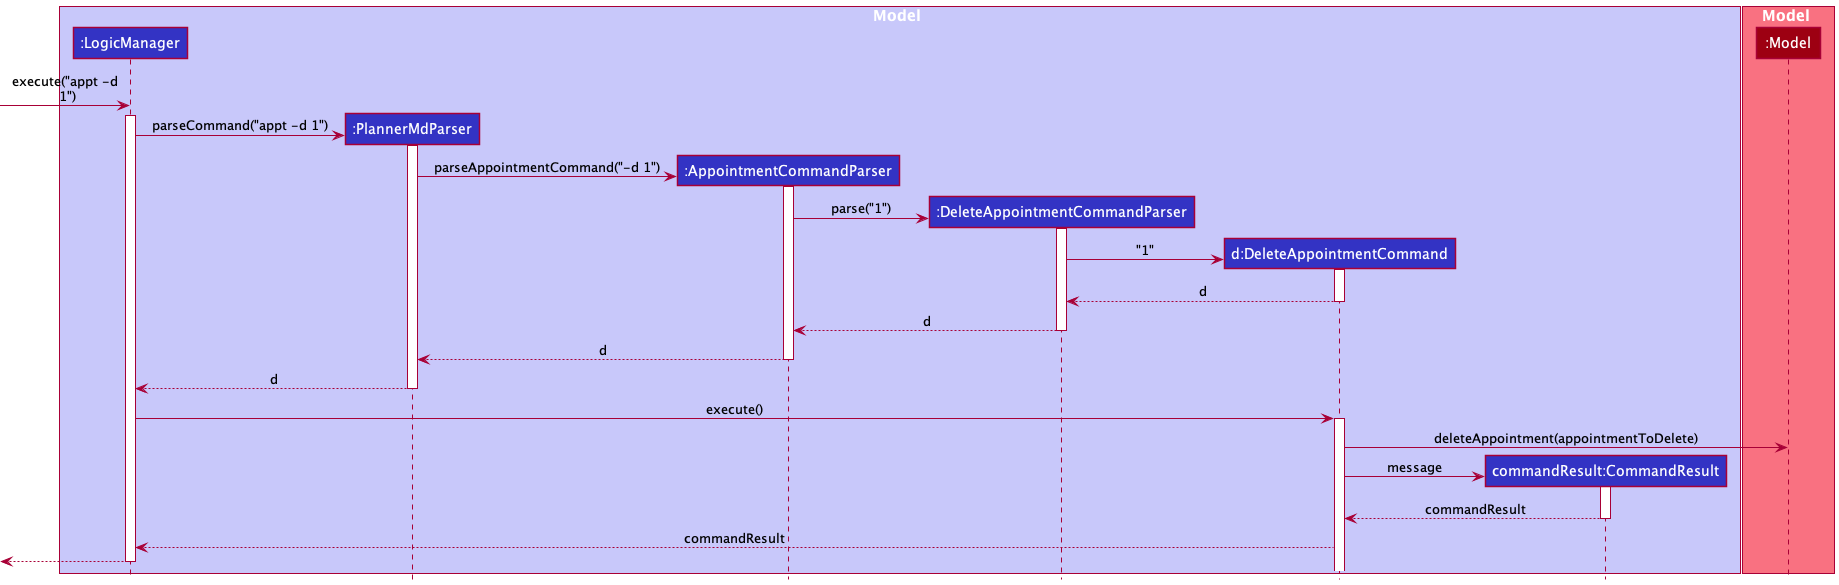 Model
Model
:LogicManager
:Model
execute("appt -d
1")
parseCommand("appt -d 1")
:PlannerMdParser
parseAppointmentCommand("-d 1")
:AppointmentCommandParser
parse("1")
:DeleteAppointmentCommandParser
"1"
d:DeleteAppointmentCommand
d
d
d
d
execute()
deleteAppointment(appointmentToDelete)
message
commandResult:CommandResult
commandResult
commandResult